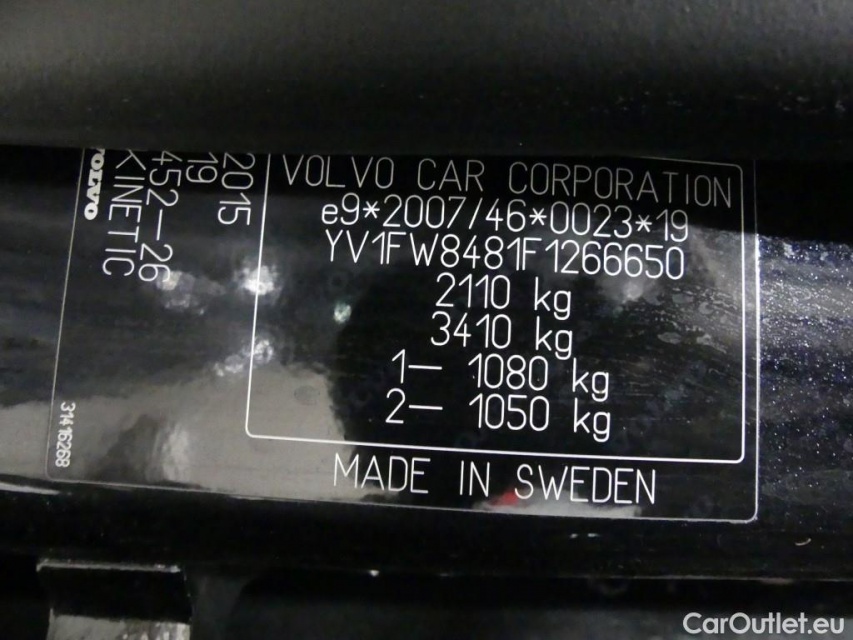 VOLVO CAR CORPORATION
e9*2007/46*0023*19
YV1FW8481F1266650
2110 kg
3410 kg
1— 1080 kg
2— 1050 kg
MADE IN SWEDEN
2015
19
452-26
KINETIC
VOLVO
31416268
CarOutlet.eu